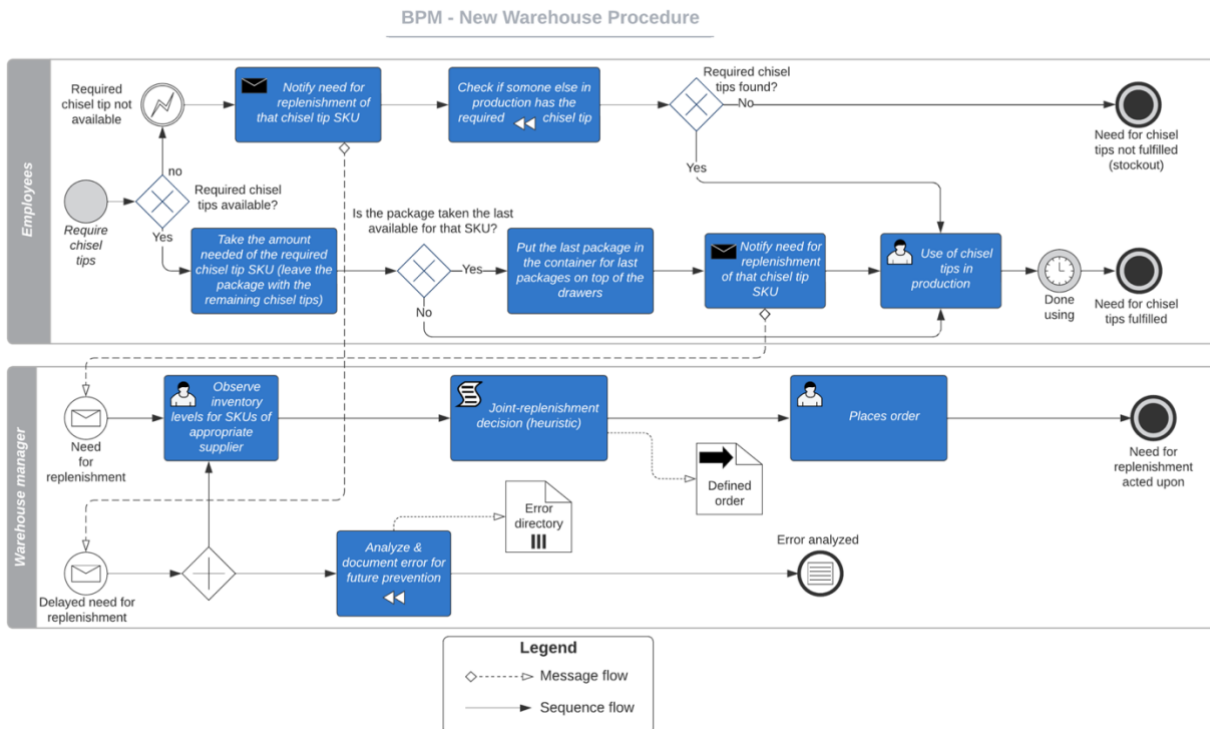 BPM - New Warehouse Procedure
Employees
Required
chisel tip not
available
Notify need for
replenishment of
that chisel tip SKU
Check if somone else in
production has the
required chisel tip
Required chisel
tips found?
No
Yes
Need for chisel
tips not fulfilled
(stockout)
no
Required chisel
tips available?
Yes
Require
chisel
tips
Take the amount
needed of the required
chisel tip SKU (leave the
package with the
remaining chisel tips)
Is the package taken the last
available for that SKU?
Yes
No
Put the last package in
the container for last
packages on top of the
drawers
Notify need for
replenishment
of that chisel tip
SKU
Use of chisel
tips in
production
Done
using
Need for chisel
tips fulfilled
Warehouse manager
Need
for
replenishment
Observe
inventory
levels for SKUs of
appropriate
supplier
Joint-replenishment
decision (heuristic)
Places order
Need for
replenishment
acted upon
Defined
order
Error
directory
Delayed need for
replenishment
Analyze &
document error for
future prevention
Error analyzed
Legend
Message flow
Sequence flow